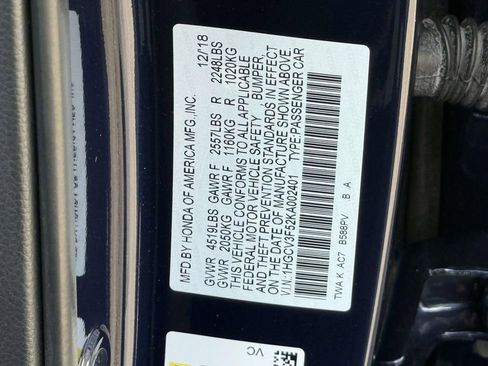 MFD BY HONDA OF AMERICA MFG.,INC. 12/18
GVWR 4519LBS GAWR F 2557LBS R 2248LBS
GVWR 2050KG GAWR F 1160KG R 1020KG
THIS VEHICLE CONFORMS TO ALL APPLICABLE
FEDERAL MOTOR VEHICLE SAFETY , BUMPER,
AND THEFT PREVENTION STANDARDS IN EFFECT
ON THE DATE OF MANUFACTURE SHOWN ABOVE.
V.I.N. 1HGCV3F52KA002401 TYPE:PASSENGER CAR
TWA K AC7 B588PV B A
VC